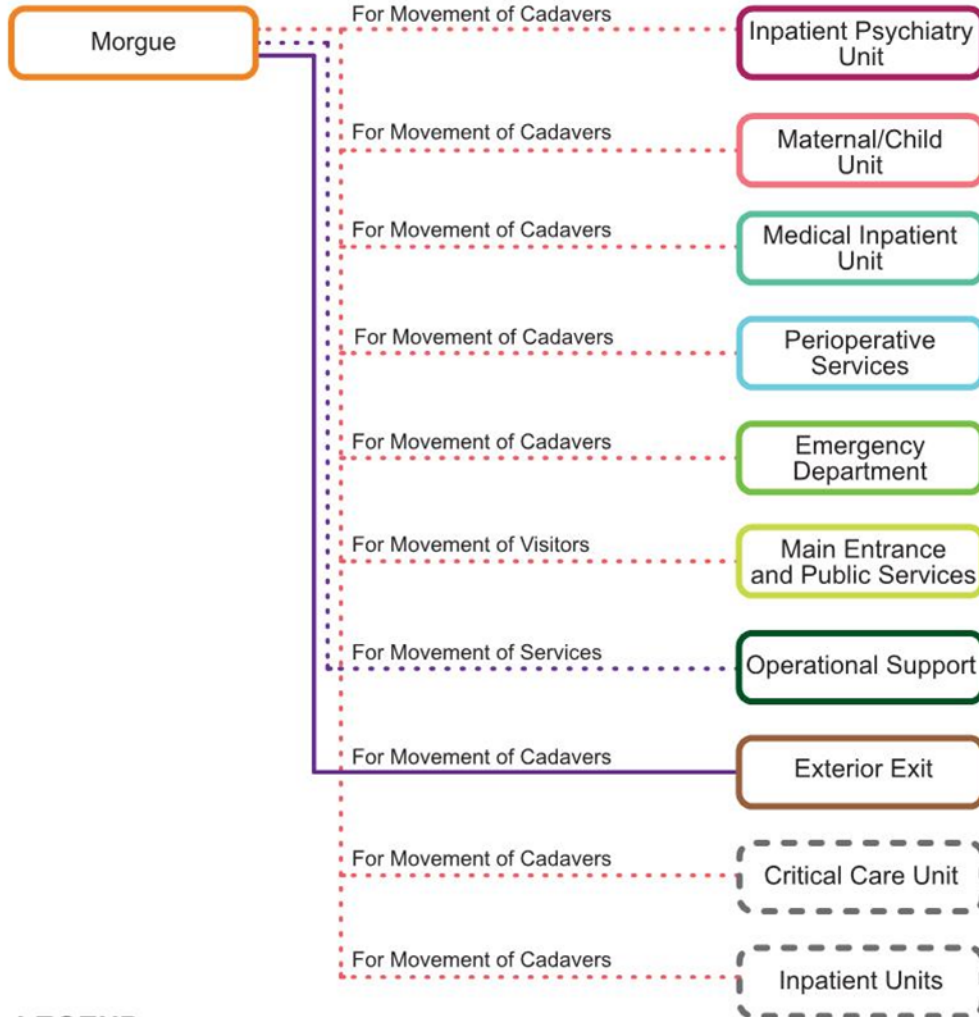 Morgue
For Movement of Cadavers
Inpatient Psychiatry
Unit
For Movement of Cadavers
Maternal/Child
Unit
For Movement of Cadavers
Medical Inpatient
Unit
For Movement of Cadavers
Perioperative
Services
For Movement of Cadavers
Emergency
Department
For Movement of Visitors
Main Entrance
and Public Services
For Movement of Services
Operational Support
For Movement of Cadavers
Exterior Exit
For Movement of Cadavers
Critical Care Unit
For Movement of Cadavers
Inpatient Units
LEGEND